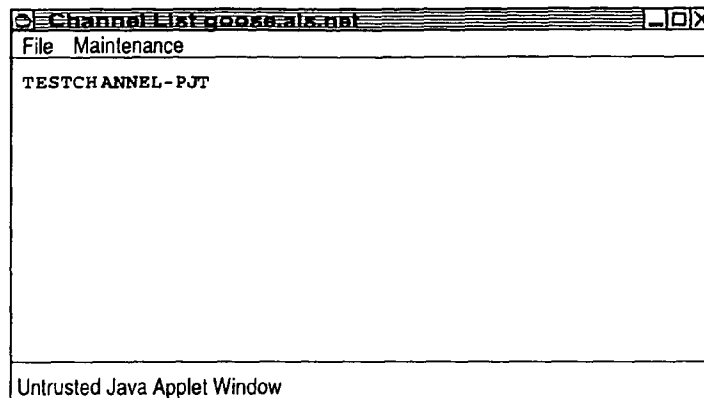 Channel List goose.als.net
File Maintenance
TESTCHANNEL-PJT
Untrusted Java Applet Window